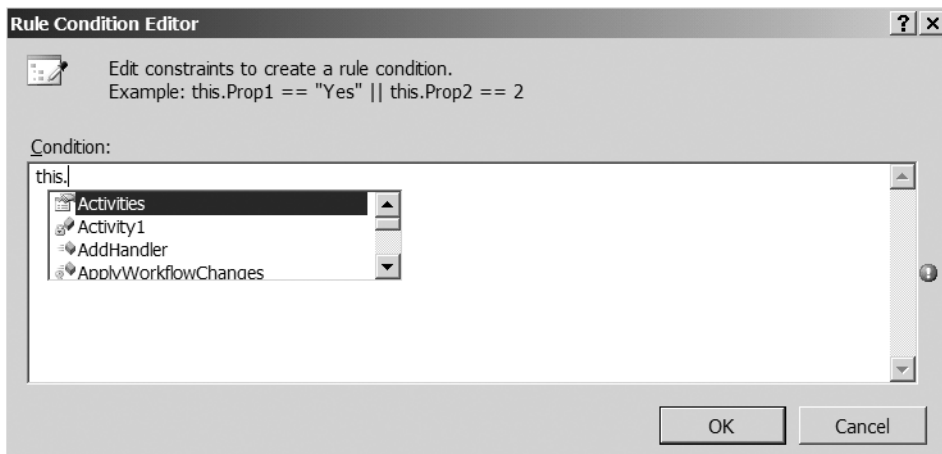 Rule Condition Editor
? X
Edit constraints to create a rule condition.
Example: this.Prop1 == "Yes" || this.Prop2 == 2
Condition:
this.
Activities
Activity1
AddHandler
ApplyWorkflowChanges
OK Cancel